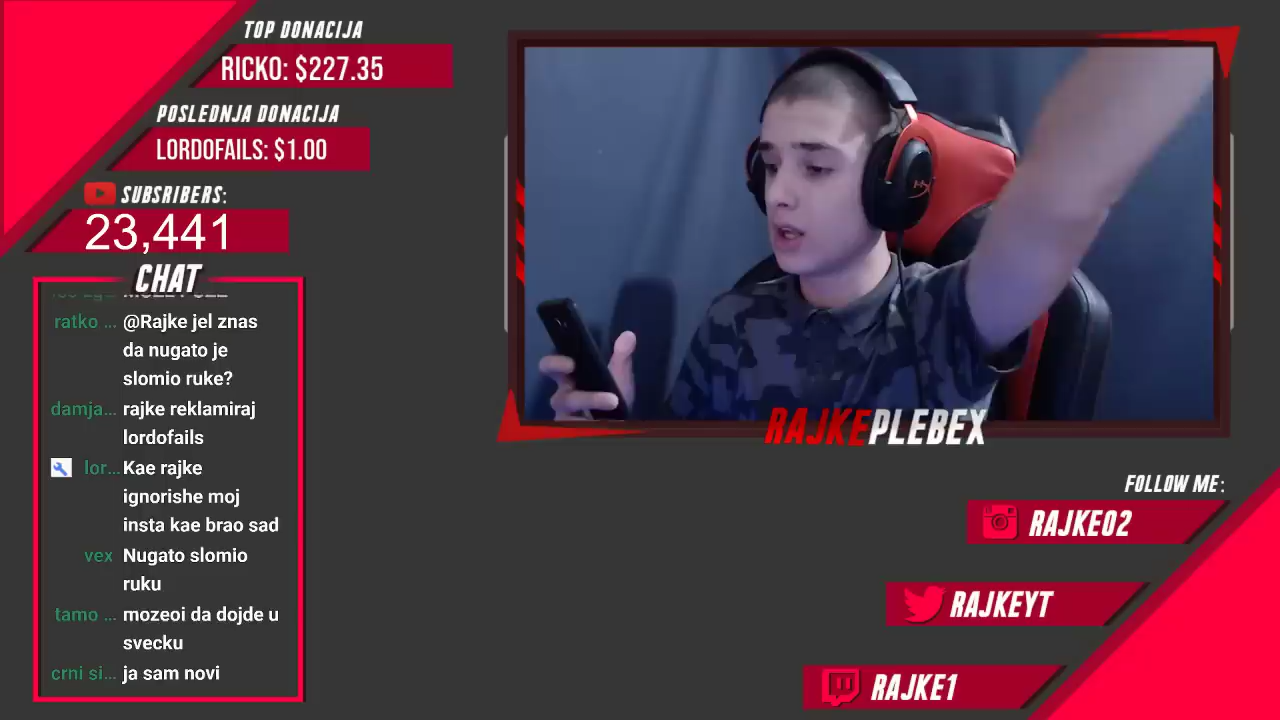 TOP DONACIJA
RICKO: $227.35
POSLEDNJA DONACIJA
LORDOFAILS: $1.00
SUBSRIBERS:
23,441
CHAT
ratko ... @Rajke jel znas
da nugato je
slomio ruke?
damja... rajke reklamiraj
lordofails
lor... Kae rajke
ignorishe moj
insta kae brao sad
vex Nugato slomio
ruku
tamo ... mozeoi da dojde u
svecku
crni si... ja sam novi
RAJKEPLEBEX
FOLLOW ME:
RAJKE02
RAJKEYT
RAJKE1